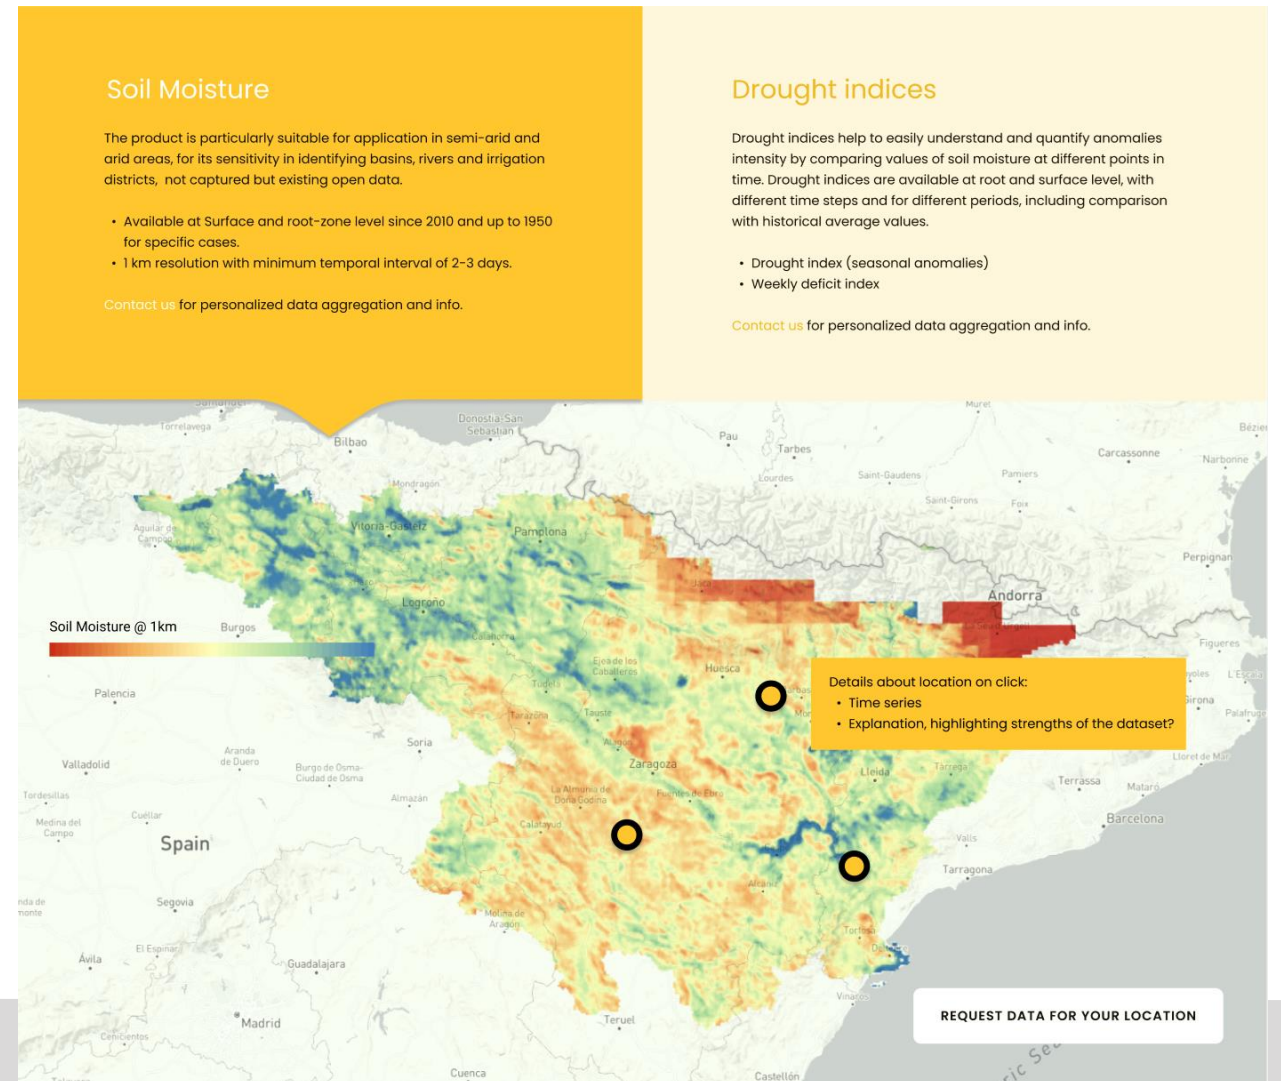 Soil Moisture
The product is particularly suitable for application in semi-arid and
arid areas, for its sensitivity in identifying basins, rivers and irrigation
districts,  not captured but existing open data.
• Available at Surface and root-zone level since 2010 and up to 1950
for specific cases.
• 1 km resolution with minimum temporal interval of 2-3 days.
Contact us for personalized data aggregation and info.
Drought indices
Drought indices help to easily understand and quantify anomalies
intensity by comparing values of soil moisture at different points in
time. Drought indices are available at root and surface level, with
different time steps and for different periods, including comparison
with historical average values.
• Drought index (seasonal anomalies)
• Weekly deficit index
Contact us for personalized data aggregation and info.
Torrelavega
Donostia-San
Sebastián
Bilbao
Mondragón
Pau
Tarbes
Lourdes
Muret
Saint-Gaudens
Pamiers
Saint-Girons
Foix
Carcassonne
Narbonne
Perpignan
Aguilar de
Vitoria-Gasteiz
Pamplona
Andorra
Logroño
Calahorra
Soil Moisture @ 1km
Burgos
Figueres
Ejea de los
Caballeros
Huesca
Palencia
Tudela
Tarazona
Tauste
Details about location on click:
• Time series
• Explanation, highlighting strengths of the dataset?
Soria
Zaragoza
Valladolid
Aranda
de Duero
Burgo de Osma-
Ciudad de Osma
Lleida
Tàrrega
Lloret de Mar
Terrassa
Mataró
Tordesillas
Almazán
La Almunia de
Doña Godina
Fuentes de Ebro
Medina del
Campo
Cuéllar
Calatayud
Barcelona
Spain
Valls
Tarragona
Alcañiz
Segovia
Molina de
Aragón
Tortosa
El Espinar
Ávila
Guadalajara
Madrid
Teruel
REQUEST DATA FOR YOUR LOCATION
Cenicientos
Cuenca
Castellón